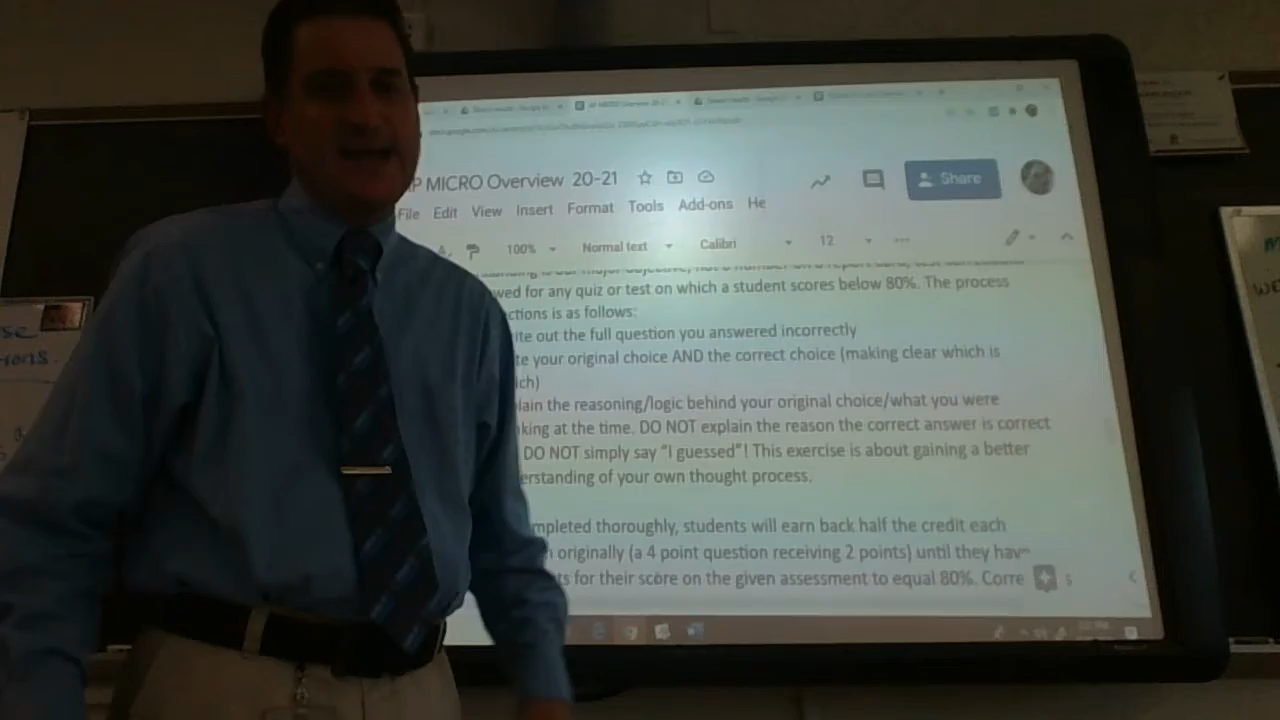 P MICRO Overview 20-21
Share
File Edit View Insert Format Tools Add-ons He
100% Normal text Calibri 12
wed for any quiz or test on which a student scores below 80%. The process
ctions is as follows:
ite out the full question you answered incorrectly
te your original choice AND the correct choice (making clear which is
ich)
lain the reasoning/logic behind your original choice/what you were
king at the time. DO NOT explain the reason the correct answer is correct
DO NOT simply say "I guessed"! This exercise is about gaining a better
erstanding of your own thought process.
mpleted thoroughly, students will earn back half the credit each
originally (a 4 point question receiving 2 points) until they hav
ts for their score on the given assessment to equal 80%. Corre s
se
ions.
we